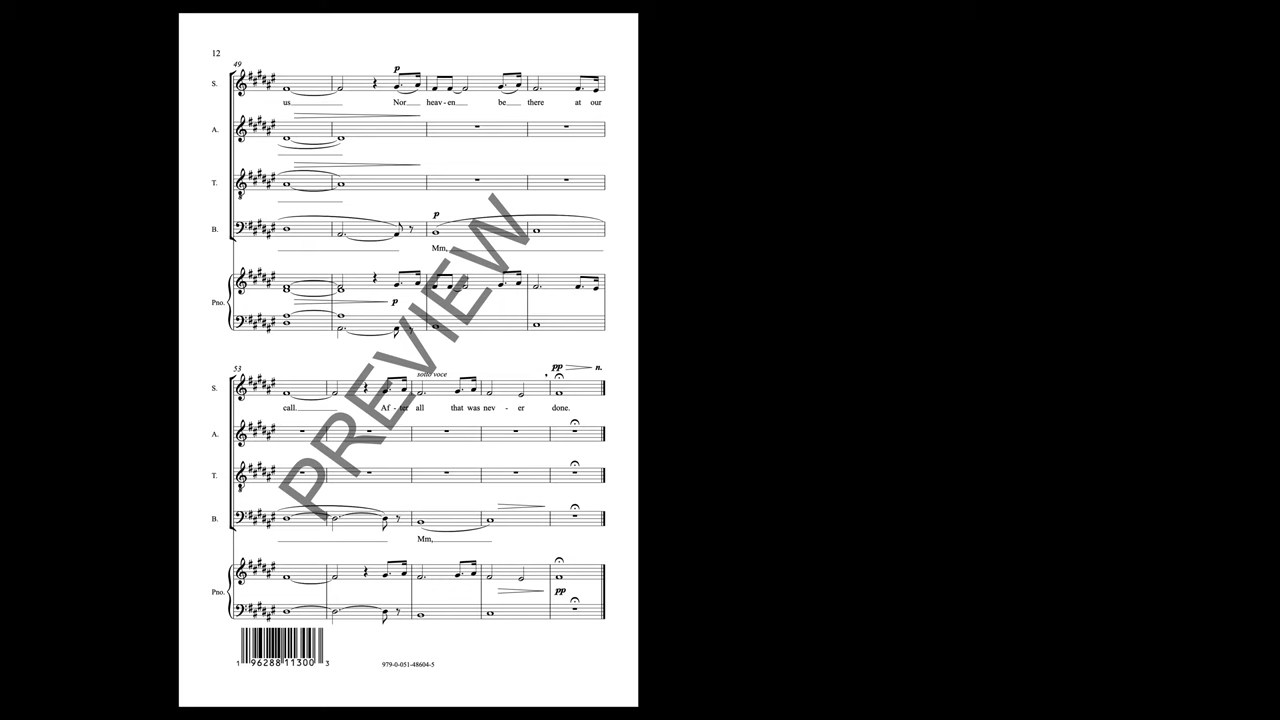 12
49
p
S.
us Nor heav - en be there at our
A.
T.
p
B.
Mm,
Pno.
p
53
sotto voce
pp
n.
S.
call. Af - ter all that was nev - er done.
A.
T.
B.
Mm,
Pno.
pp
PREVIEW
1 96288 11300 3
979-0-051-48604-5